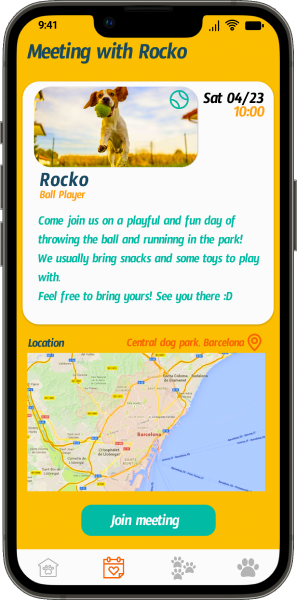 9:41
Meeting with Rocko
Sat 04/23
10:00
Rocko
Ball Player
Come join us on a playful and fun day of
throwing the ball and runninng in the park!
We usually bring snacks and some toys to play
with.
Feel free to bring yours! See you there :D
Location
Central dog park. Barcelona
Barcelona
Join meeting